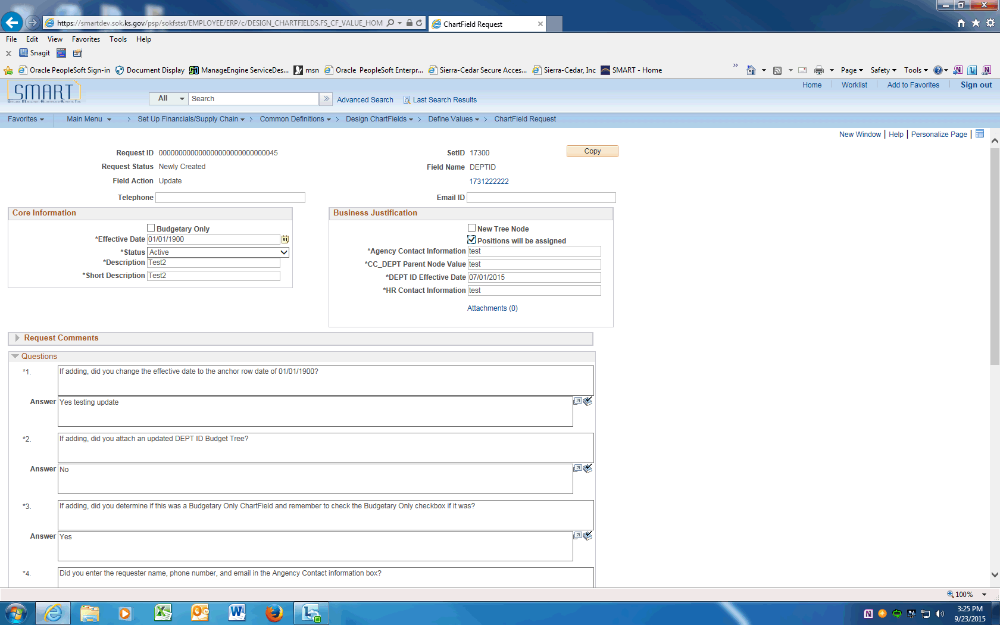 https://smartdev.sok.ks.gov/psp/sokfstst/EMPLOYEE/ERP/c/DESIGN_CHARTFIELDS.FS_CF_VALUE_HOM
ChartField Request
File Edit View Favorites Tools Help
x Snagit
Oracle PeopleSoft Sign-in Document Display ManageEngine ServiceDes... msn Oracle PeopleSoft Enterpr... Sierra-Cedar Secure Acces... Sierra-Cedar, Inc SMART - Home » Page Safety Tools
SMART
Home Worklist Add to Favorites Sign out
All Search » Advanced Search Last Search Results
Favorites Main Menu > Set Up Financials/Supply Chain > Common Definitions > Design ChartFields > Define Values > ChartField Request
New Window | Help | Personalize Page |
Request ID SetID 17300 Copy
Request Status Newly Created Field Name DEPTID
Field Action Update 1731222222
Telephone Email ID
Core Information Business Justification
Budgetary Only New Tree Node
*Effective Date 01/01/1900 31 Positions will be assigned
*Status Active *Agency Contact Information test
*Description Test2 *CC_DEPT Parent Node Value test
*Short Description Test2 *DEPT ID Effective Date 07/01/2015
*HR Contact Information test
Attachments (0)
Request Comments
Questions
*1. If adding, did you change the effective date to the anchor row date of 01/01/1900?
Answer Yes testing update
*2. If adding, did you attach an updated DEPT ID Budget Tree?
Answer No
*3. If adding, did you determine if this was a Budgetary Only ChartField and remember to check the Budgetary Only checkbox if it was?
Answer Yes
*4. Did you enter the requester name, phone number, and email in the Angency Contact information box?
100%
3:25 PM
9/23/2015